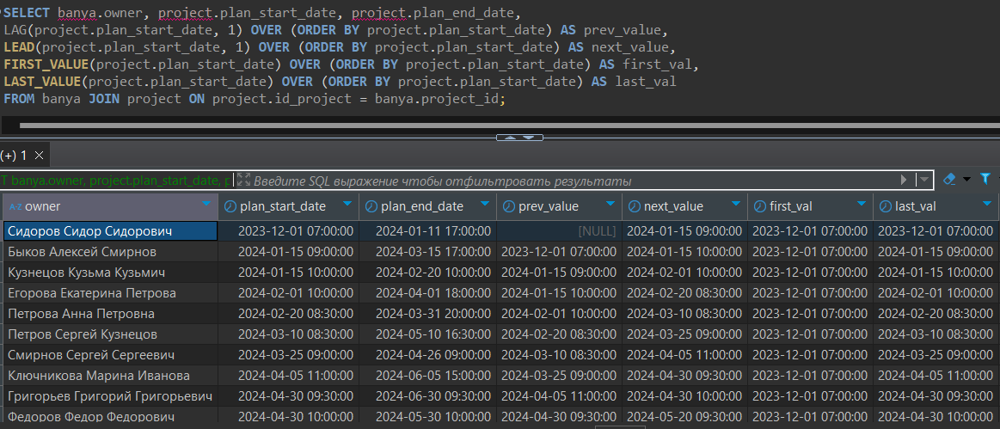 SELECT banya.owner, project.plan_start_date, project.plan_end_date,
LAG(project.plan_start_date, 1) OVER (ORDER BY project.plan_start_date) AS prev_value,
LEAD(project.plan_start_date, 1) OVER (ORDER BY project.plan_start_date) AS next_value,
FIRST_VALUE(project.plan_start_date) OVER (ORDER BY project.plan_start_date) AS first_val,
LAST_VALUE(project.plan_start_date) OVER (ORDER BY project.plan_start_date) AS last_val
FROM banya JOIN project ON project.id_project = banya.project_id;
(+) 1 ×
T banya.owner, project.plan_start_date, p Введите SQL выражение чтобы отфильтровать результаты
A-Z owner plan_start_date plan_end_date prev_value next_value first_val last_val
Сидоров Сидор Сидорович 2023-12-01 07:00:00 2024-01-11 17:00:00 [NULL] 2024-01-15 09:00:00 2023-12-01 07:00:00 2023-12-01 07:00:00
Быков Алексей Смирнов 2024-01-15 09:00:00 2024-03-15 17:00:00 2023-12-01 07:00:00 2024-01-15 10:00:00 2023-12-01 07:00:00 2024-01-15 09:00:00
Кузнецов Кузьма Кузьмич 2024-01-15 10:00:00 2024-02-20 10:00:00 2024-01-15 09:00:00 2024-02-01 10:00:00 2023-12-01 07:00:00 2024-01-15 10:00:00
Егорова Екатерина Петрова 2024-02-01 10:00:00 2024-04-01 18:00:00 2024-01-15 10:00:00 2024-02-20 08:30:00 2023-12-01 07:00:00 2024-02-01 10:00:00
Петрова Анна Петровна 2024-02-20 08:30:00 2024-03-31 20:00:00 2024-02-01 10:00:00 2024-03-10 08:30:00 2023-12-01 07:00:00 2024-02-20 08:30:00
Петров Сергей Кузнецов 2024-03-10 08:30:00 2024-05-10 16:30:00 2024-02-20 08:30:00 2024-03-25 09:00:00 2023-12-01 07:00:00 2024-03-10 08:30:00
Смирнов Сергей Сергеевич 2024-03-25 09:00:00 2024-04-26 09:00:00 2024-03-10 08:30:00 2024-04-05 11:00:00 2023-12-01 07:00:00 2024-03-25 09:00:00
Ключникова Марина Иванова 2024-04-05 11:00:00 2024-06-05 15:00:00 2024-03-25 09:00:00 2024-04-30 09:30:00 2023-12-01 07:00:00 2024-04-05 11:00:00
Григорьев Григорий Григорьевич 2024-04-30 09:30:00 2024-06-30 09:30:00 2024-04-05 11:00:00 2024-04-30 10:00:00 2023-12-01 07:00:00 2024-04-30 09:30:00
Федоров Федор Федорович 2024-04-30 10:00:00 2024-05-30 10:00:00 2024-04-30 09:30:00 2024-05-20 09:30:00 2023-12-01 07:00:00 2024-04-30 10:00:00